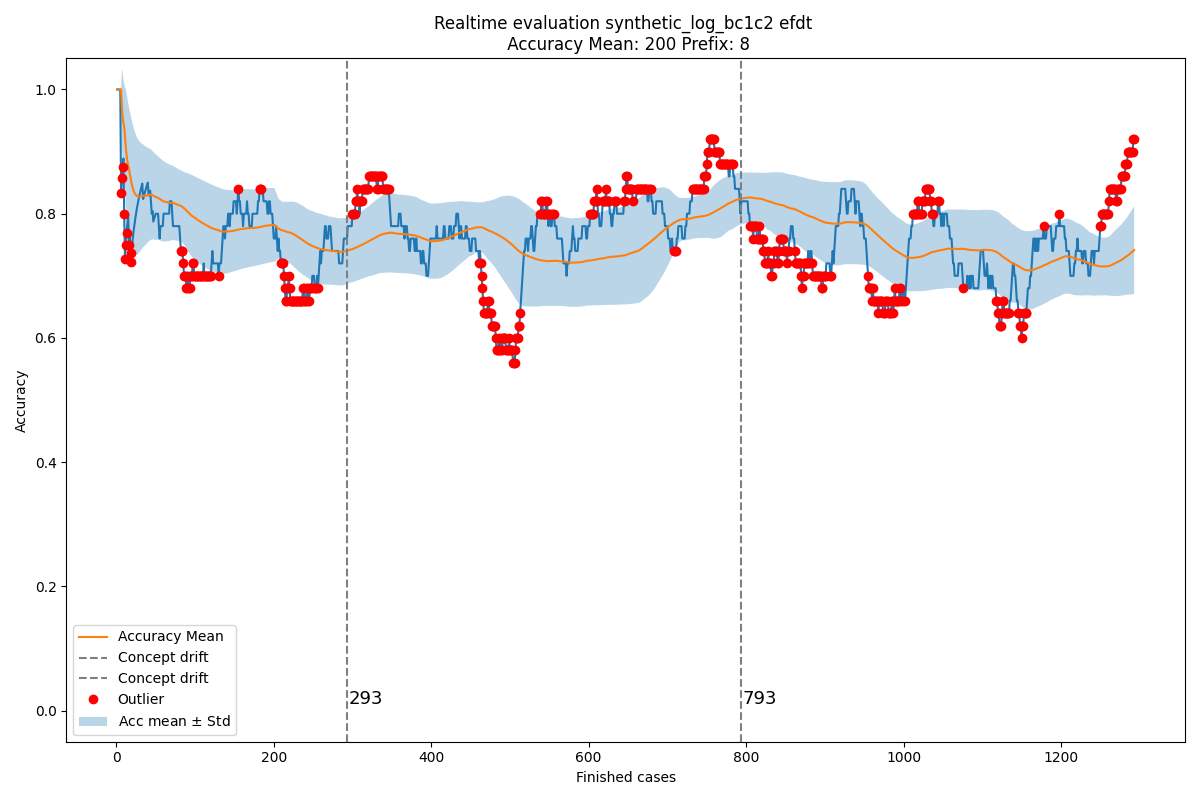 Realtime evaluation synthetic_log_bc1c2 efdt
Accuracy Mean: 200 Prefix: 8
Accuracy
1.0
0.8
0.6
0.4
0.2
0.0
Accuracy Mean
Concept drift
Concept drift
Outlier
Acc mean ± Std
293
793
0
200
400
600
800
1000
1200
Finished cases